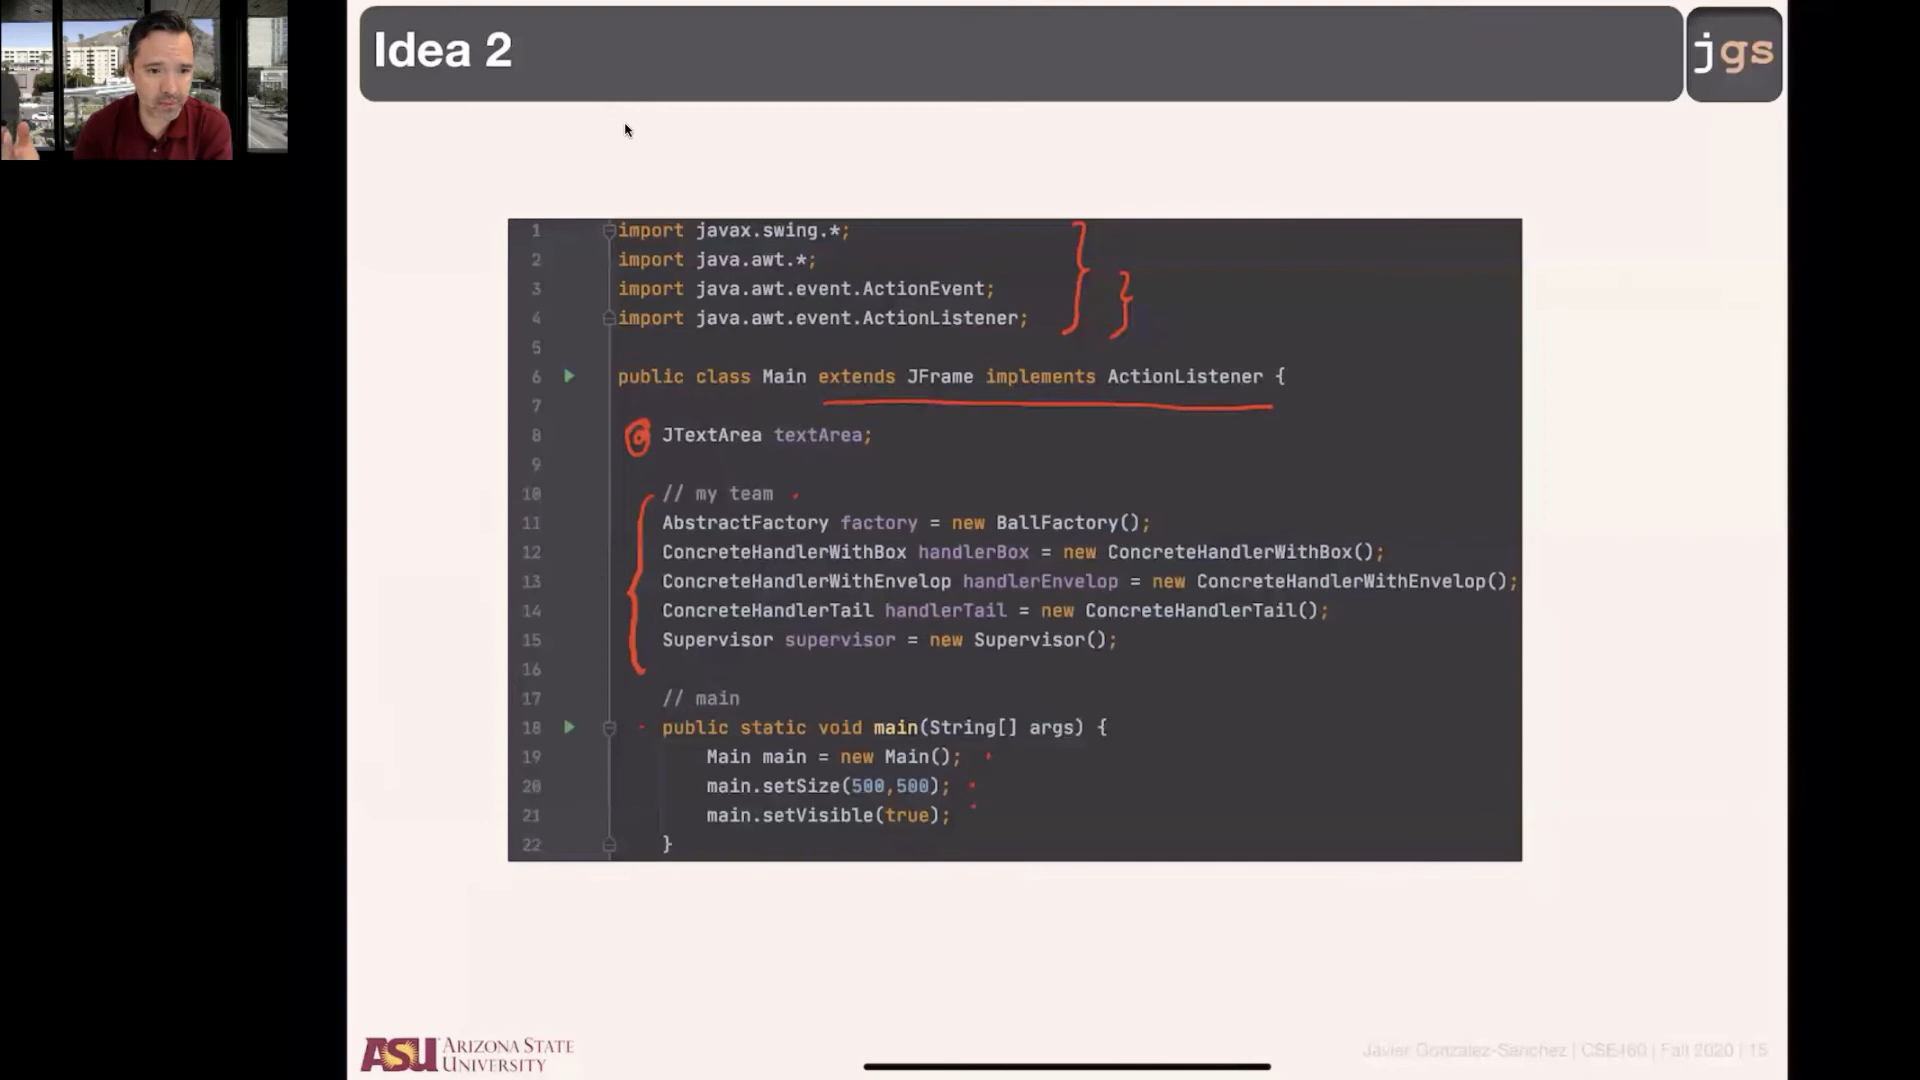 Idea 2
jgs
1 import javax.swing.*;
2 import java.awt.*;
3 import java.awt.event.ActionEvent;
4 import java.awt.event.ActionListener;
5
6 public class Main extends JFrame implements ActionListener {
7
8 JTextArea textArea;
9
10 // my team
11 AbstractFactory factory = new BallFactory();
12 ConcreteHandlerWithBox handlerBox = new ConcreteHandlerWithBox();
13 ConcreteHandlerWithEnvelop handlerEnvelop = new ConcreteHandlerWithEnvelop();
14 ConcreteHandlerTail handlerTail = new ConcreteHandlerTail();
15 Supervisor supervisor = new Supervisor();
16
17 // main
18 public static void main(String[] args) {
19 Main main = new Main();
20 main.setSize(500,500);
21 main.setVisible(true);
22 }
ASU ARIZONA STATE
UNIVERSITY
Javier Gonzalez-Sanchez | CSE460 | Fall 2020 | 15